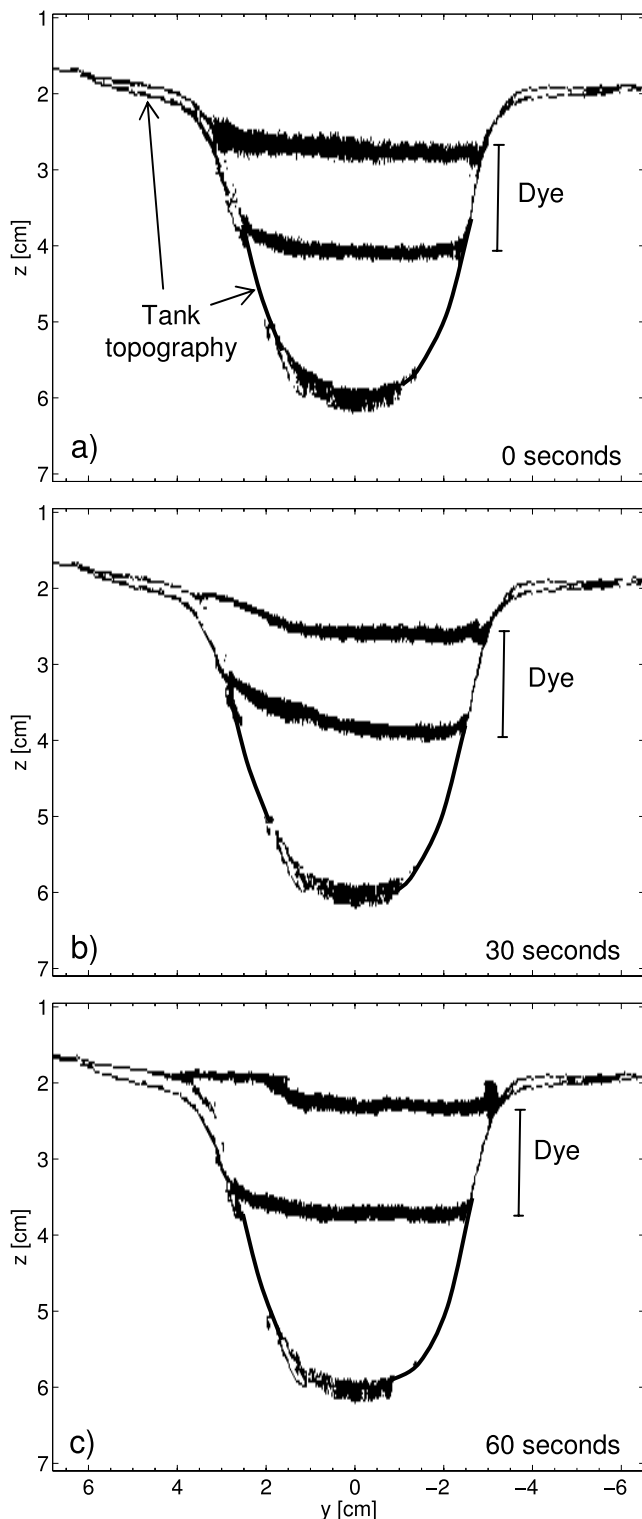 1
2
3
4
5
6
7
z [cm]
Dye
Tank
topography
a)
0 seconds
1
2
3
4
5
6
7
z [cm]
Dye
b)
30 seconds
1
2
3
4
5
6
7
z [cm]
Dye
c)
60 seconds
6 4 2 0 −2 −4 −6
y [cm]